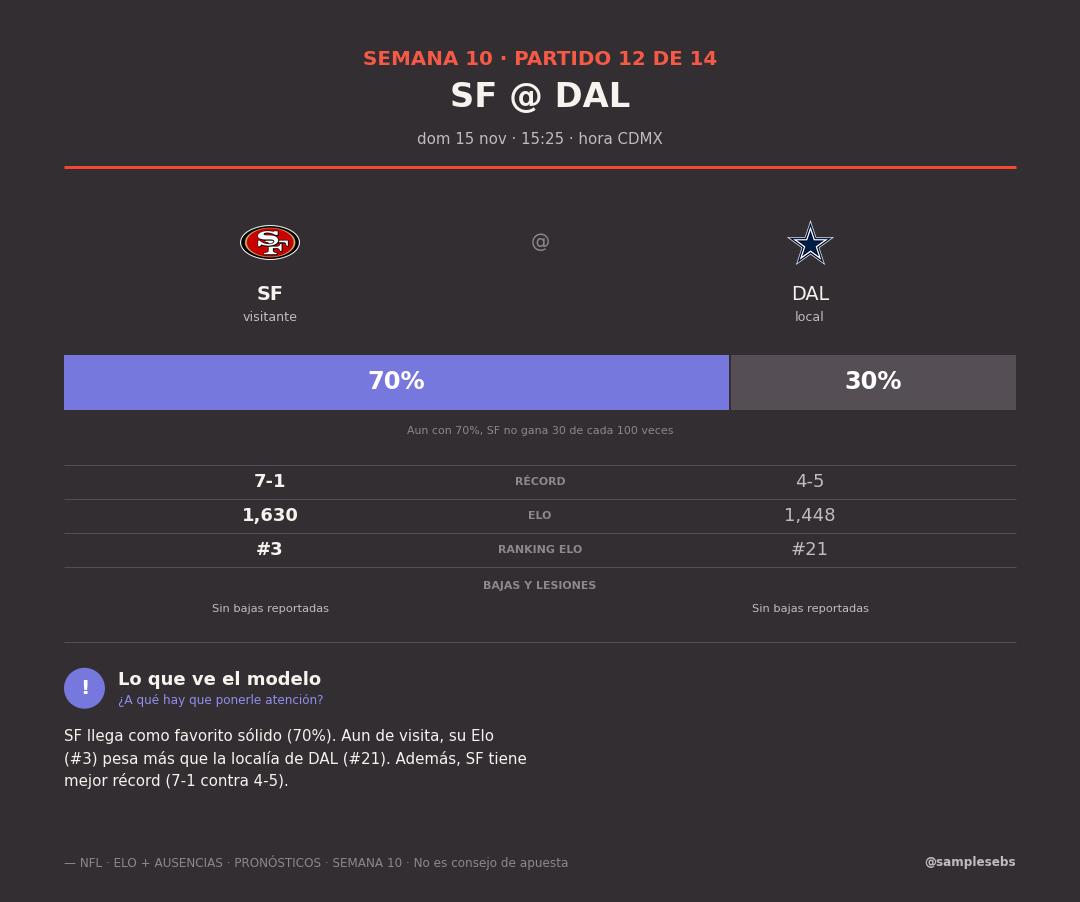 SEMANA 10 · PARTIDO 12 DE 14
SF @ DAL
dom 15 nov · 15:25 · hora CDMX
SF
@
SF
DAL
visitante
local
70%
30%
Aun con 70%, SF no gana 30 de cada 100 veces
7-1 RÉCORD 4-5
1,630 ELO 1,448
#3 RANKING ELO #21
BAJAS Y LESIONES
Sin bajas reportadas
Sin bajas reportadas
!
Lo que ve el modelo
¿A qué hay que ponerle atención?
SF llega como favorito sólido (70%). Aun de visita, su Elo
(#3) pesa más que la localía de DAL (#21). Además, SF tiene
mejor récord (7-1 contra 4-5).
— NFL · ELO + AUSENCIAS · PRONÓSTICOS · SEMANA 10 · No es consejo de apuesta
@samplesebs